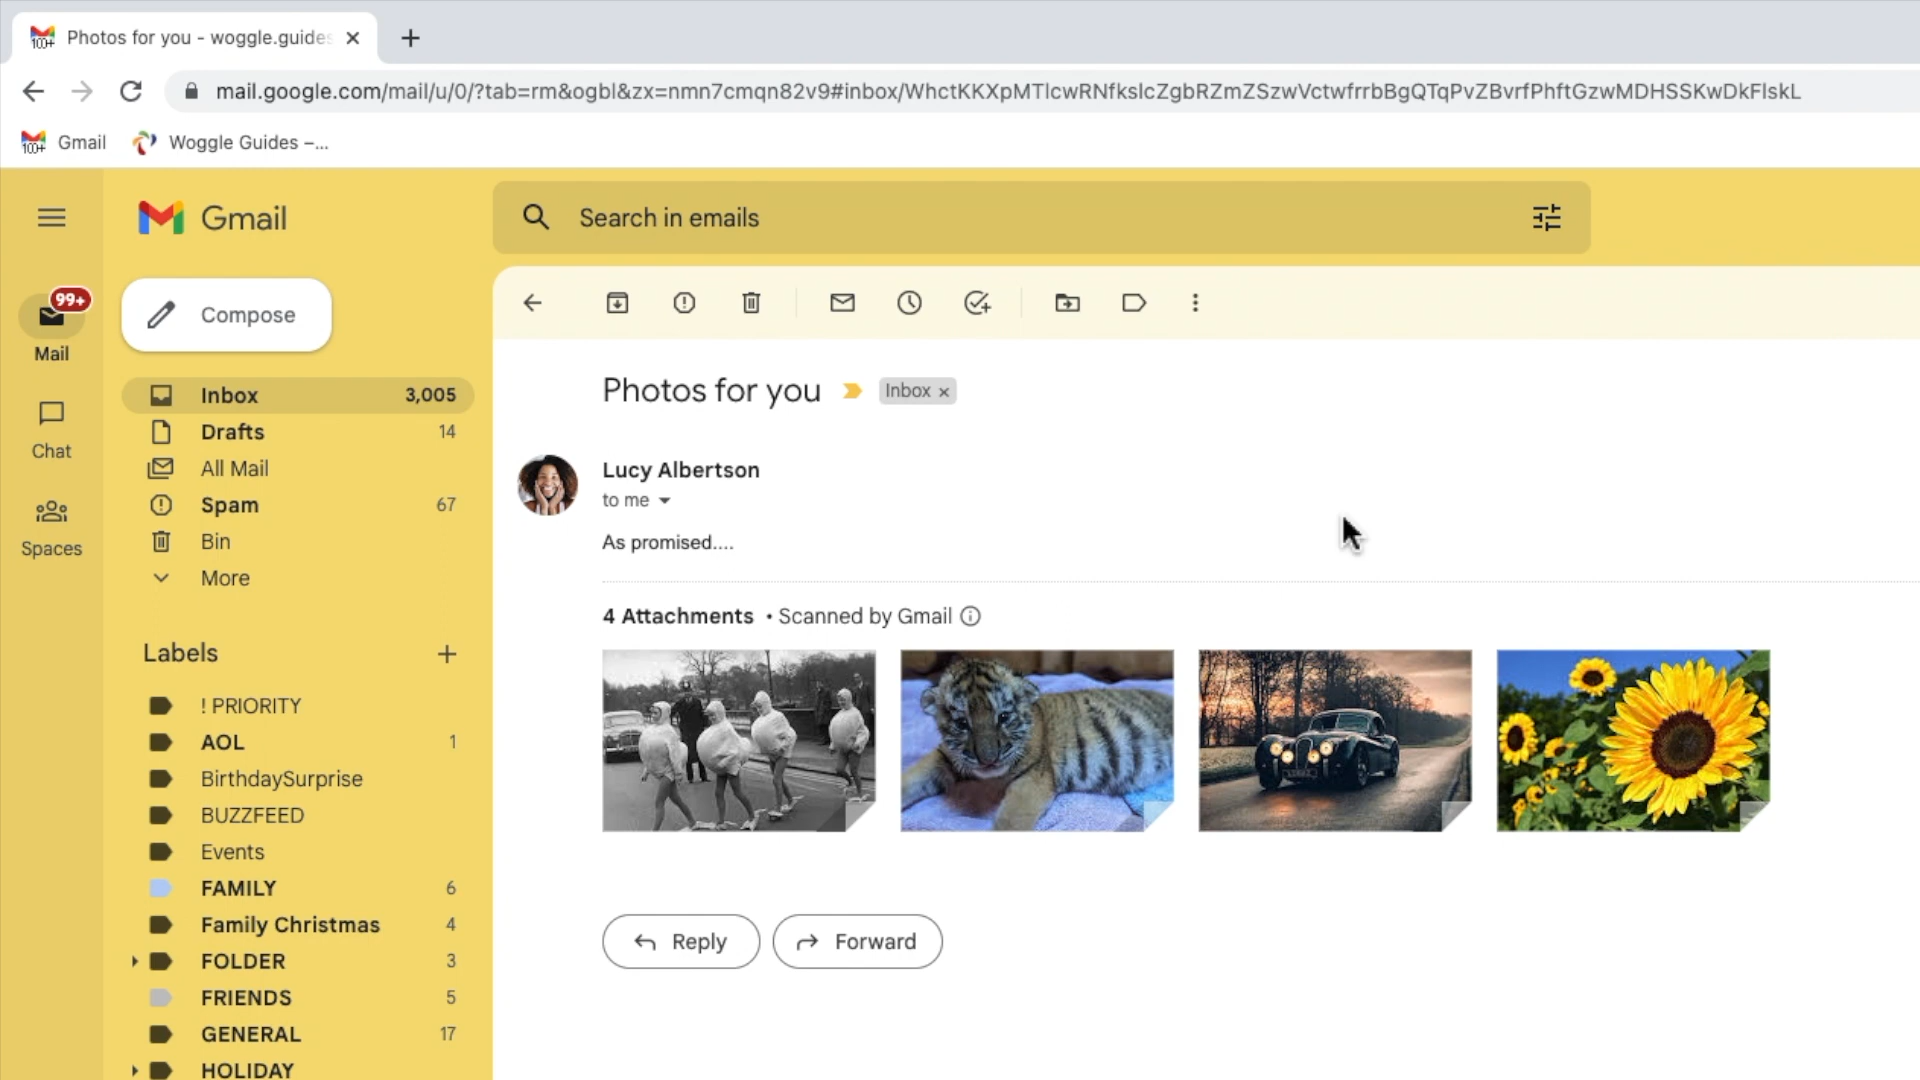 100+ Photos for you - woggle.guides
mail.google.com/mail/u/0/?tab=rm&ogbl&zx=nmn7cmqn82v9#inbox/WhctKKXpMTlcwRNfkslcZgbRZmZSzwVctwfrrbBgQTqPvZBvrfPhftGzwMDHSSKwDkFlskL
100+ Gmail Woggle Guides –...
Gmail
Search in emails
99+
Mail
Chat
Spaces
Compose
Inbox 3,005
Drafts 14
All Mail
Spam 67
Bin
More
Labels
! PRIORITY
AOL 1
BirthdaySurprise
BUZZFEED
Events
FAMILY 6
Family Christmas 4
FOLDER 3
FRIENDS 5
GENERAL 17
HOLIDAY
Photos for you Inbox ×
Lucy Albertson
to me
As promised....
4 Attachments • Scanned by Gmail
Reply Forward